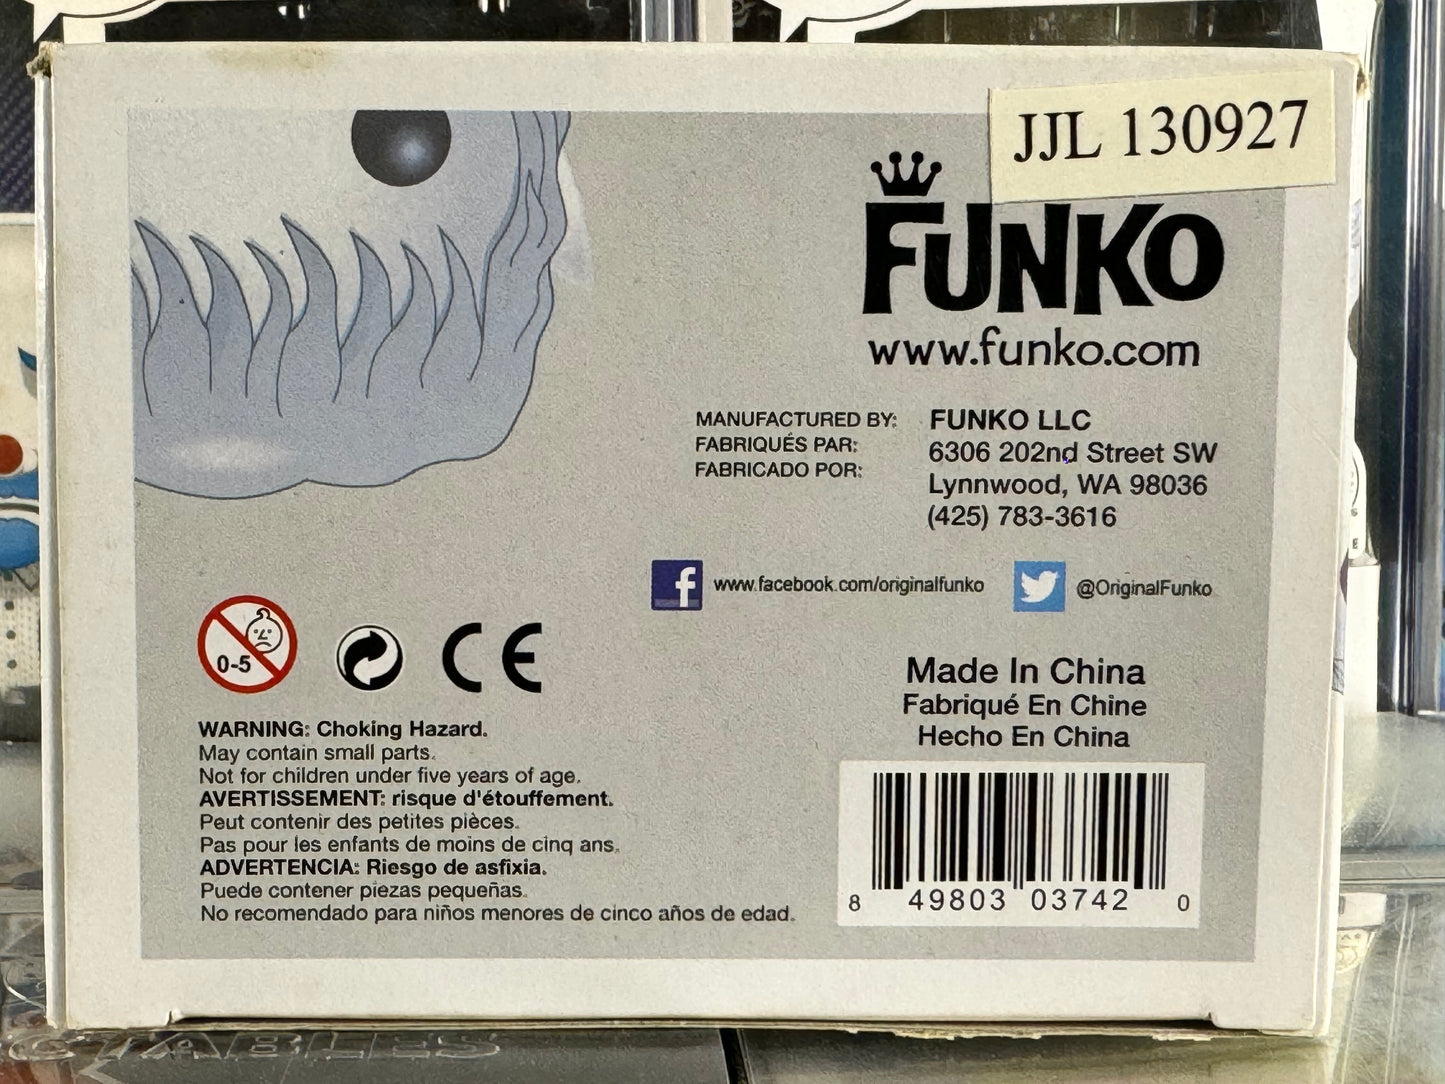 JJL 130927
FUNKO
www.funko.com
MANUFACTURED BY: FUNKO LLC
FABRIQUÉS PAR: 6306 202nd Street SW
FABRICADO POR: Lynnwood, WA 98036
(425) 783-3616
f www.facebook.com/originalfunko @OriginalFunko
0-5 CE
Made In China
Fabriqué En Chine
Hecho En China
WARNING: Choking Hazard.
May contain small parts.
Not for children under five years of age.
AVERTISSEMENT: risque d'étouffement.
Peut contenir des petites pièces.
Pas pour les enfants de moins de cinq ans.
ADVERTENCIA: Riesgo de asfixia.
Puede contener piezas pequeñas.
No recomendado para niños menores de cinco años de edad.
8 49803 03742 0